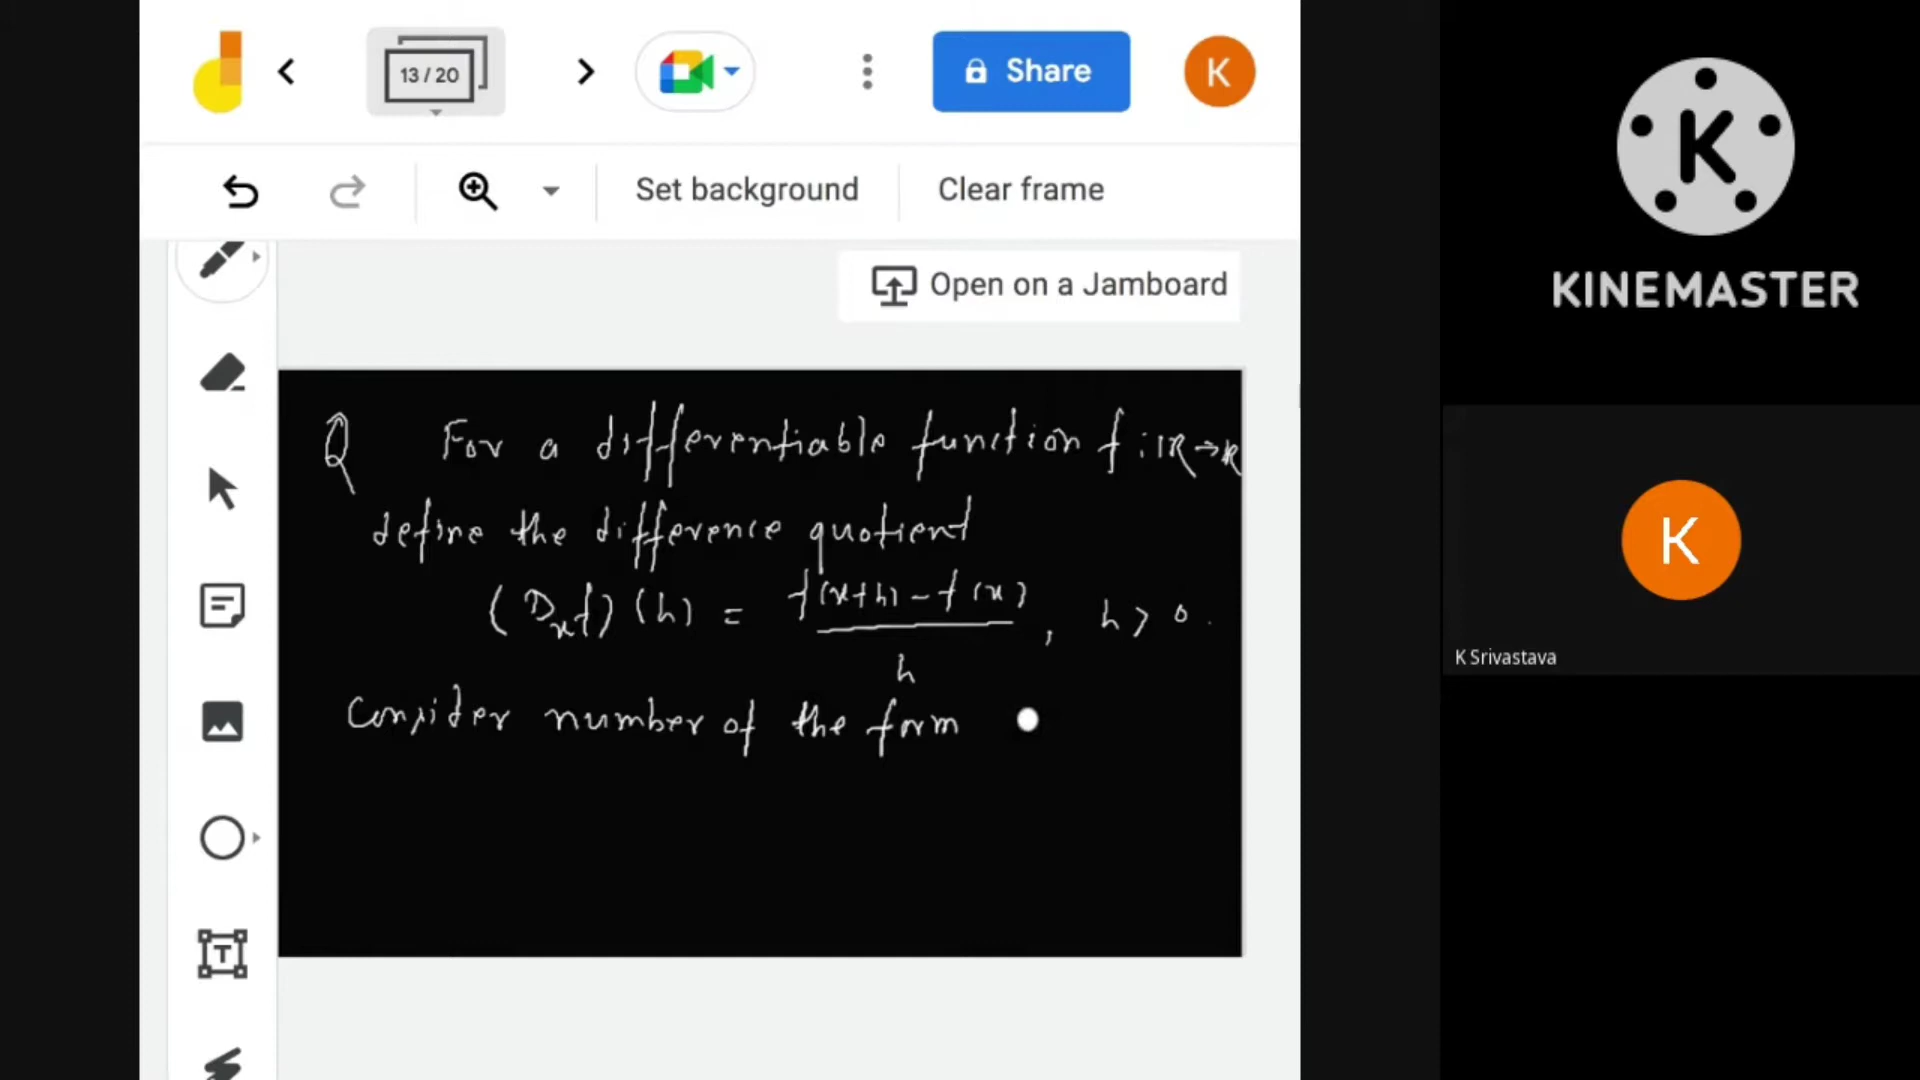 13 / 20
Share
K
Set background
Clear frame
Open on a Jamboard
Q For a differentiable function f : ℝ → ℝ
define the difference quotient
(Dₓf)(h) = f(x+h) - f(x) / h , h > 0.
Consider number of the form
K
KINEMASTER
K
K Srivastava